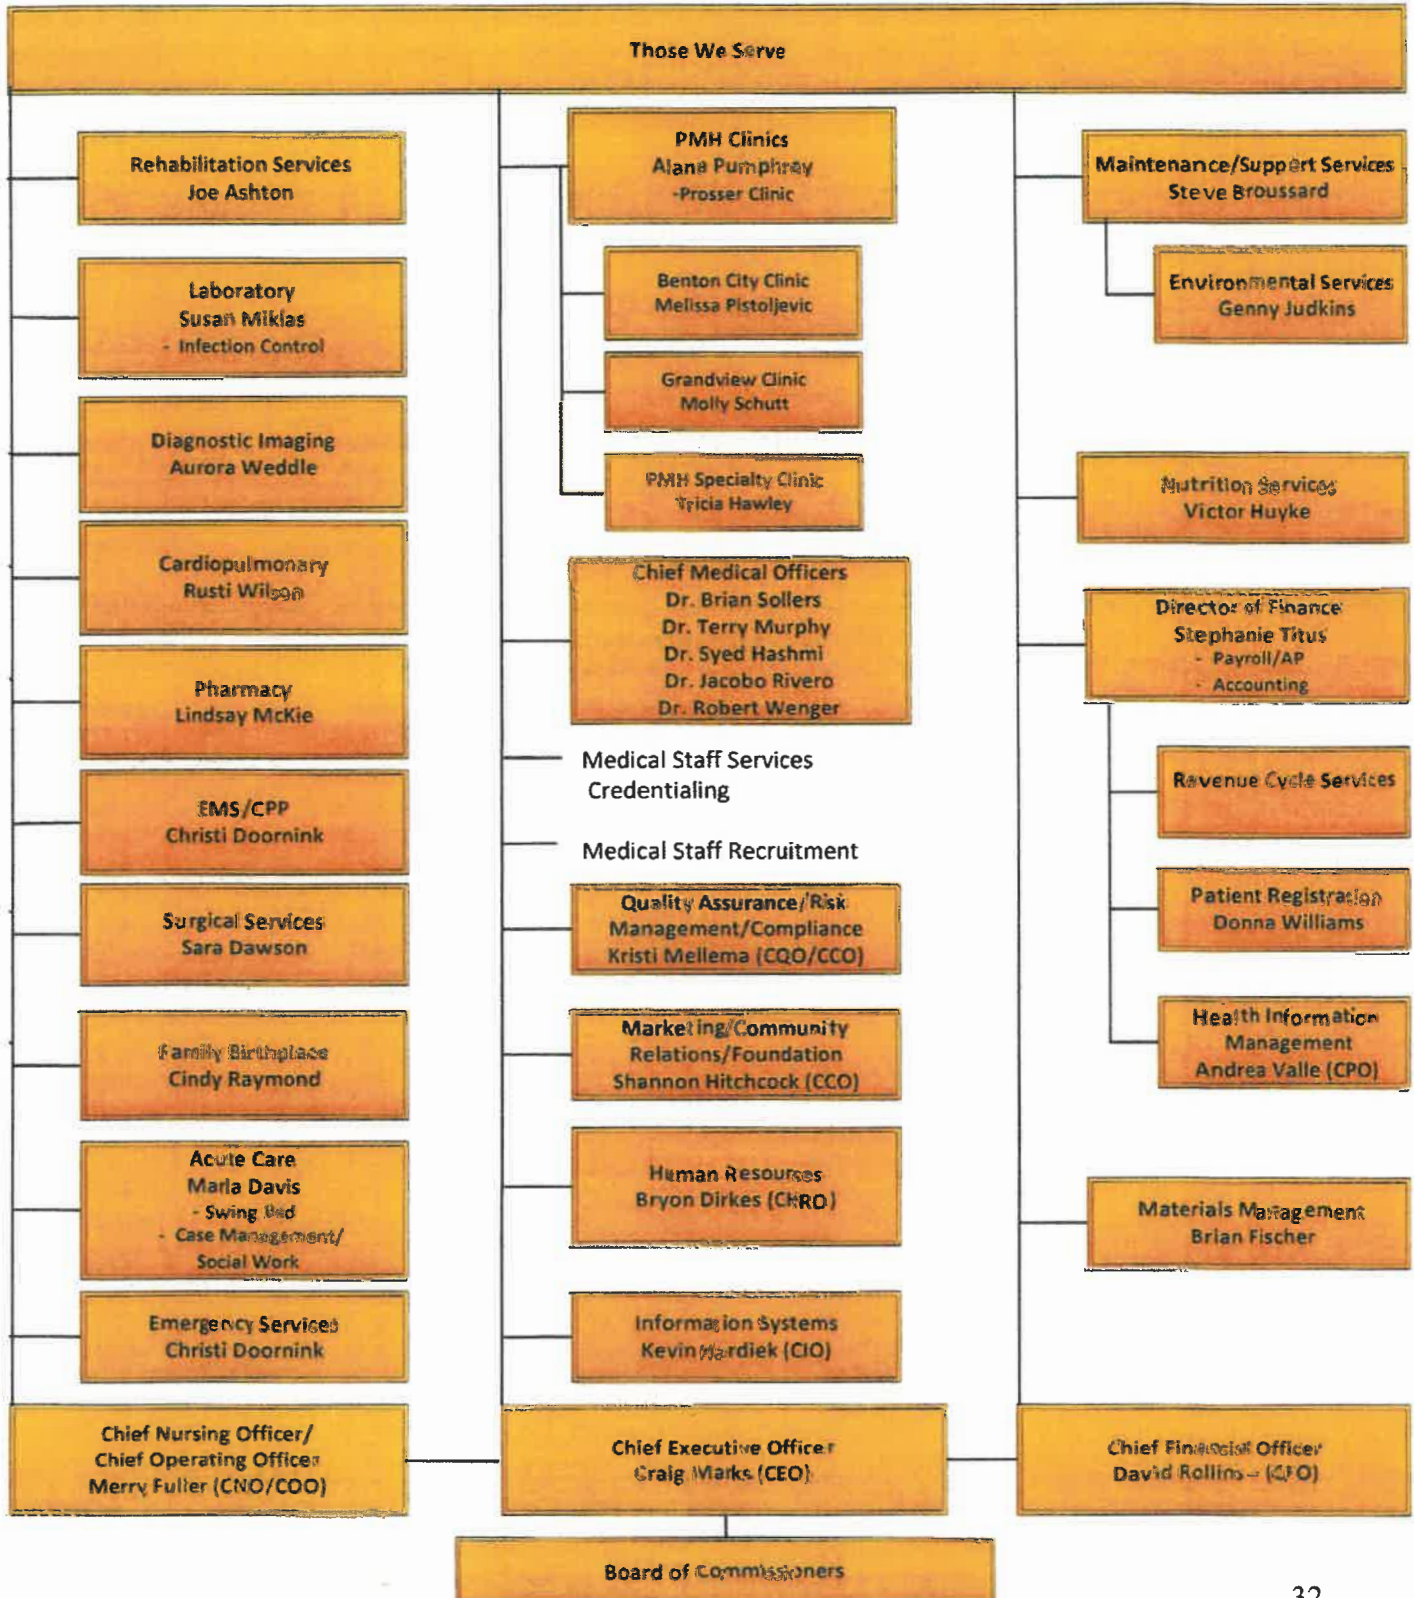 Those We Serve
Rehabilitation Services
Joe Ashton
Laboratory
Susan Miklas
- Infection Control
Diagnostic Imaging
Aurora Weddle
Cardiopulmonary
Rusti Wilson
Pharmacy
Lindsay McKie
EMS/CPP
Christi Doornink
Surgical Services
Sara Dawson
Family Birthplace
Cindy Raymond
Acute Care
Marla Davis
- Swing Bed
- Case Management/
Social Work
Emergency Services
Christi Doornink
Chief Nursing Officer/
Chief Operating Officer
Merry Fuller (CNO/COO)
PMH Clinics
Alana Pumphrey
-Prosser Clinic
Benton City Clinic
Melissa Pistoljevic
Grandview Clinic
Molly Schutt
PMH Specialty Clinic
Tricia Hawley
Chief Medical Officers
Dr. Brian Sollers
Dr. Terry Murphy
Dr. Syed Hashmi
Dr. Jacobo Rivero
Dr. Robert Wenger
Medical Staff Services
Credentialing
Medical Staff Recruitment
Quality Assurance/Risk
Management/Compliance
Kristi Mellema (CQO/CCO)
Marketing/Community
Relations/Foundation
Shannon Hitchcock (CCO)
Human Resources
Bryon Dirkes (CHRO)
Information Systems
Kevin Hardiek (CIO)
Chief Executive Officer
Craig Marks (CEO)
Maintenance/Support Services
Steve Broussard
Environmental Services
Genny Judkins
Nutrition Services
Victor Huyke
Director of Finance
Stephanie Titus
- Payroll/AP
- Accounting
Revenue Cycle Services
Patient Registration
Donna Williams
Health Information
Management
Andrea Valle (CPO)
Materials Management
Brian Fischer
Chief Financial Officer
David Rollins – (CFO)
Board of Commissioners
32